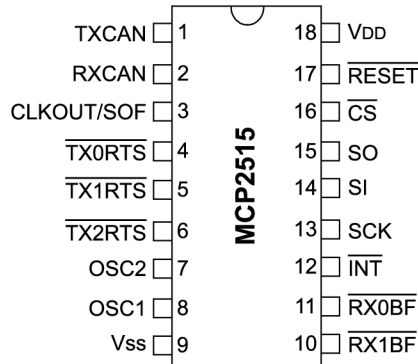 TXCAN 1 18 VDD
RXCAN 2 17 RESET
CLKOUT/SOF 3 16 CS
TX0RTS 4 15 SO
TX1RTS 5 14 SI
TX2RTS 6 13 SCK
OSC2 7 12 INT
OSC1 8 11 RX0BF
Vss 9 10 RX1BF
MCP2515